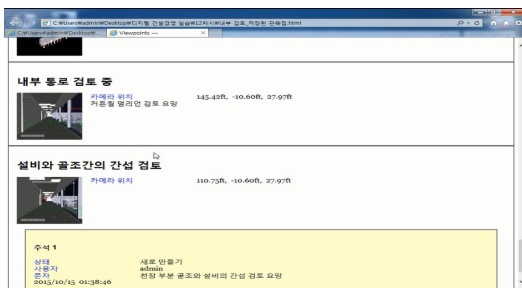 C:₩Users₩admin₩Desktop₩디지털 건설경영 실습₩12차시₩내부 검토_저장된 관측점.html
C:₩Users₩admin₩Desktop₩...
Viewpoints —
내부 통로 검토 중
카메라 위치 145.42ft, -10.60ft, 27.97ft
커튼월 멀리언 검토 요망
설비와 골조간의 간섭 검토
카메라 위치 110.75ft, -10.60ft, 27.97ft
주석 1
상태 새로 만들기
사용자 admin
문자 천장 부분 골조와 설비의 간섭 검토 요망
2015/10/15 01:38:46